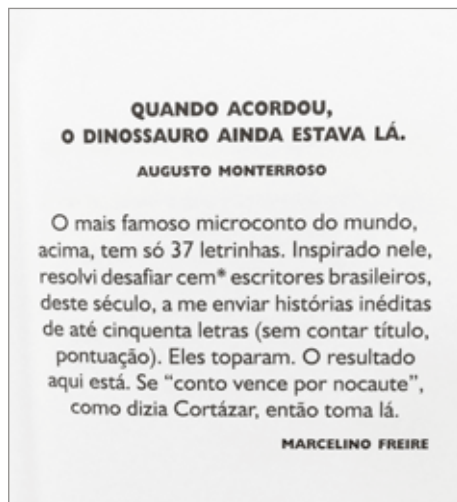 QUANDO ACORDOU,
O DINOSSAURO AINDA ESTAVA LÁ.
AUGUSTO MONTERROSO
O mais famoso microconto do mundo,
acima, tem só 37 letrinhas. Inspirado nele,
resolvi desafiar cem* escritores brasileiros,
deste século, a me enviar histórias inéditas
de até cinquenta letras (sem contar título,
pontuação). Eles toparam. O resultado
aqui está. Se “conto vence por nocaute”,
como dizia Cortázar, então toma lá.
MARCELINO FREIRE